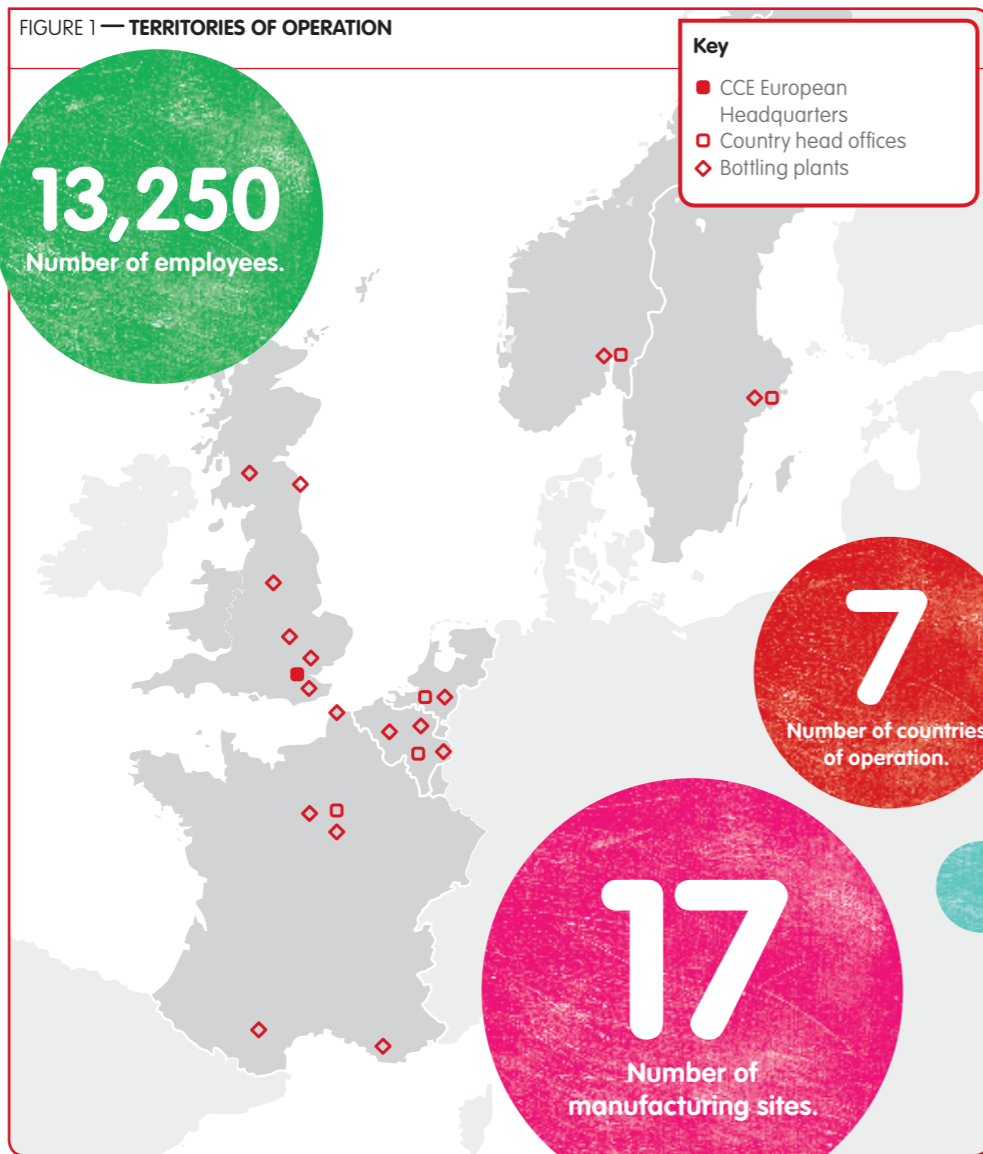 FIGURE 1 — TERRITORIES OF OPERATION
Key
CCE European
Headquarters
Country head offices
Bottling plants
13,250
Number of employees.
7
Number of countries
of operation.
17
Number of
manufacturing sites.